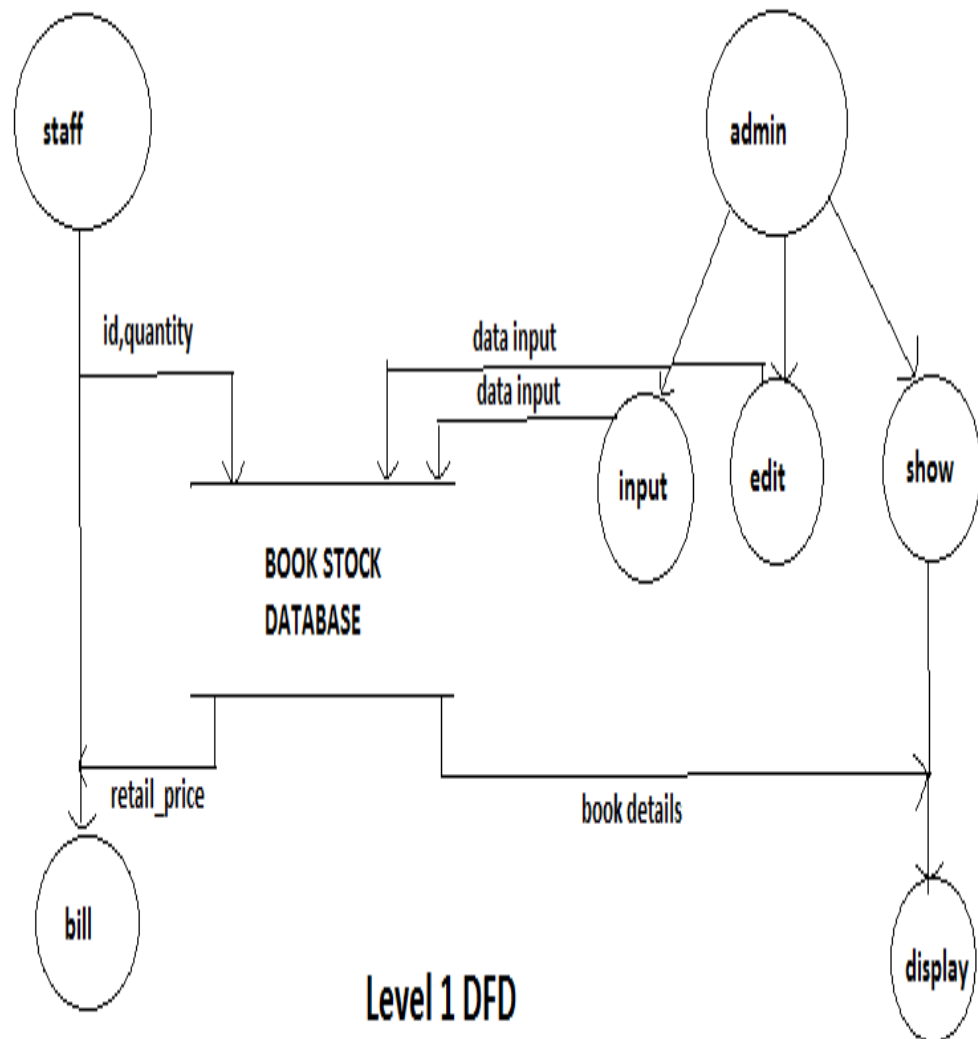 staff
admin
id,quantity
data input
data input
input
edit
show
BOOK STOCK
DATABASE
retail_price
book details
bill
display
Level 1 DFD